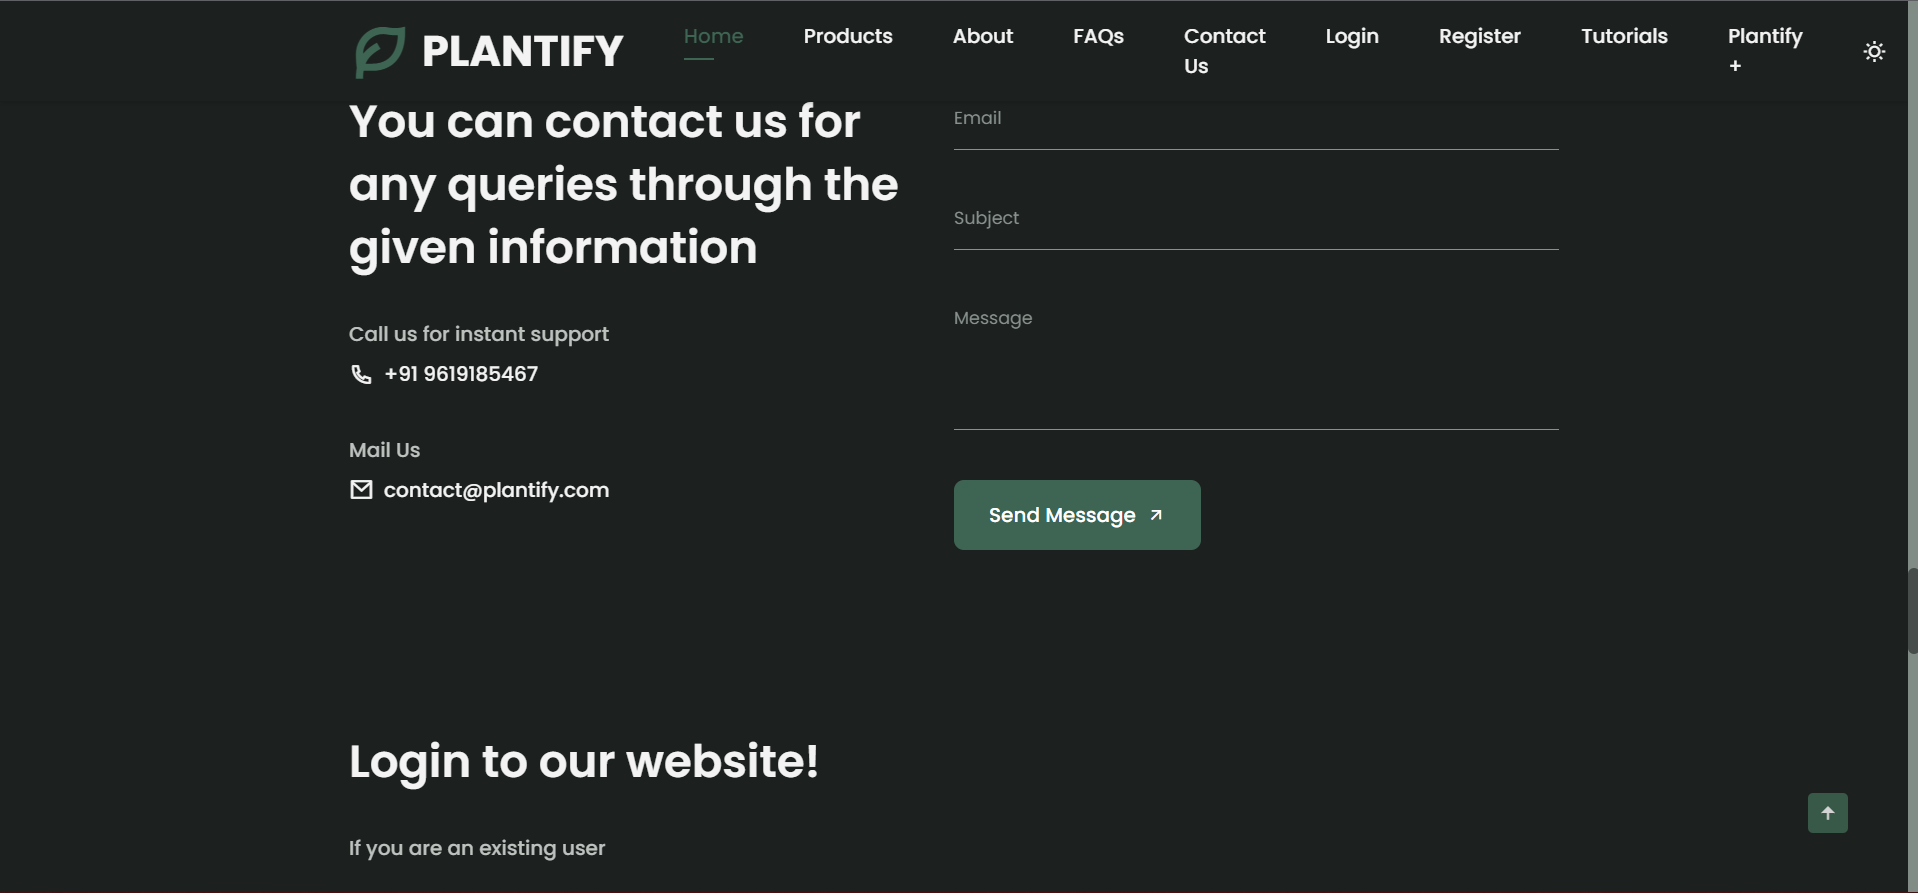 PLANTIFY
Home
Products
About
FAQs
Contact
Us
Login
Register
Tutorials
Plantify
+
You can contact us for
any queries through the
given information
Call us for instant support
+91 9619185467
Mail Us
contact@plantify.com
Email
Subject
Message
Send Message
Login to our website!
If you are an existing user